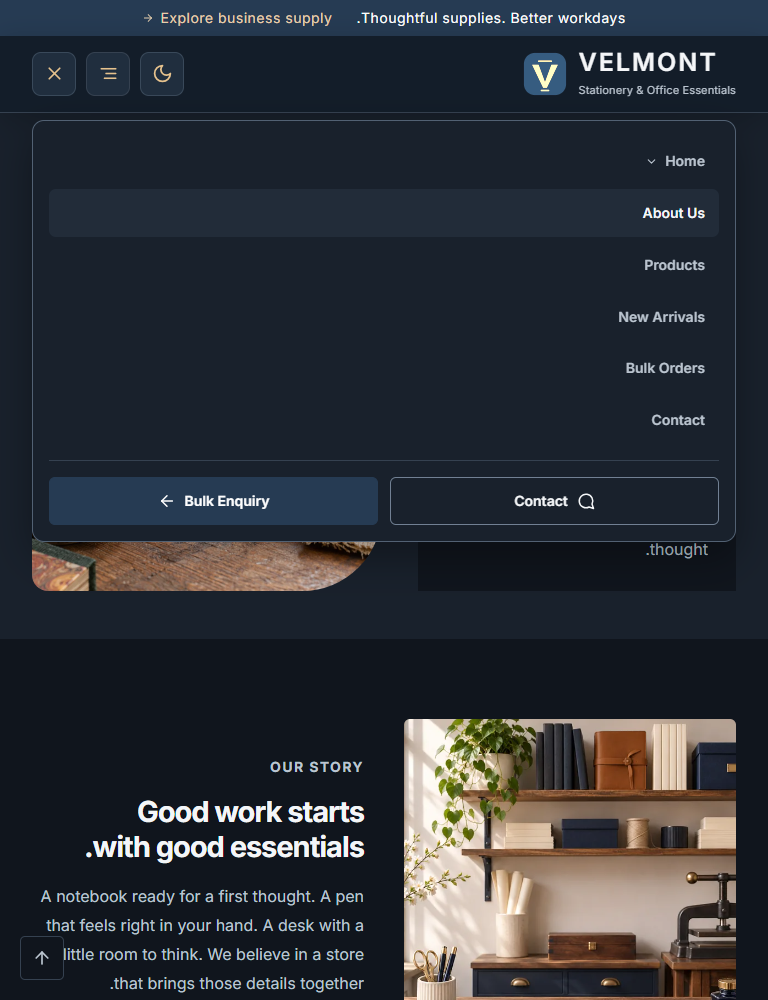 .Thoughtful supplies. Better workdays
Explore business supply
VELMONT
Stationery & Office Essentials
Home
About Us
Products
New Arrivals
Bulk Orders
Contact
Contact
Bulk Enquiry
.thought
OUR STORY
Good work starts
.with good essentials
A notebook ready for a first thought. A pen
that feels right in your hand. A desk with a
little room to think. We believe in a store
.that brings those details together